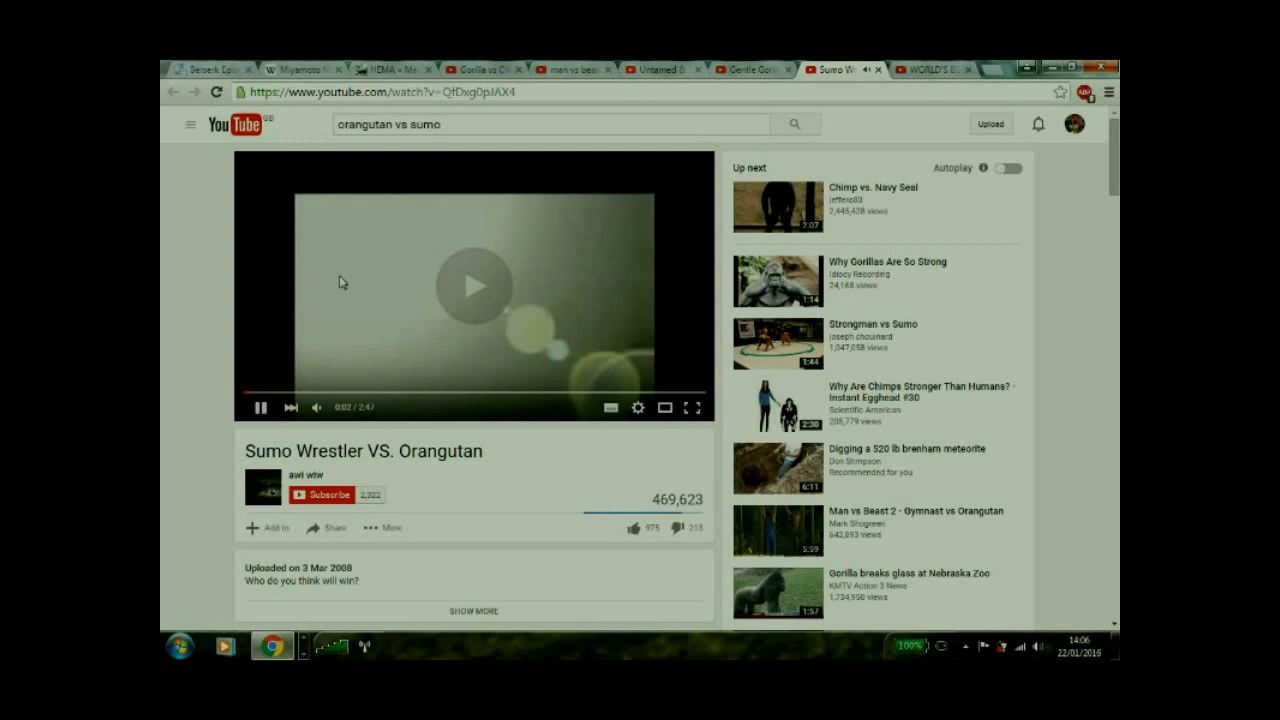 Berserk Epis
Miyamoto M
HEMA - Me
Gorilla vs C
man vs bea
Untamed &
Gentle Gori
Sumo W
WORLD'S B
https://www.youtube.com/watch?v=QfDxg0pJAX4
YouTube GB
orangutan vs sumo
Upload
Up next
Autoplay
Chimp vs. Navy Seal
jeffero80
2,445,428 views
2:07
Why Gorillas Are So Strong
Idiocy Recording
24,168 views
1:14
Strongman vs Sumo
joseph chouinard
1,047,058 views
1:44
Why Are Chimps Stronger Than Humans? -
Instant Egghead #30
Scientific American
205,779 views
2:30
Digging a 520 lb brenham meteorite
Don Stimpson
Recommended for you
6:11
Man vs Beast 2 - Gymnast vs Orangutan
Mark Shogreen
642,893 views
5:59
Gorilla breaks glass at Nebraska Zoo
KMTV Action 3 News
1,734,950 views
1:57
0:02 / 2:47
Sumo Wrestler VS. Orangutan
awi wiw
Subscribe 2,322
469,623
Add to Share More
975 213
Uploaded on 3 Mar 2008
Who do you think will win?
SHOW MORE
100%
14:06
22/01/2016